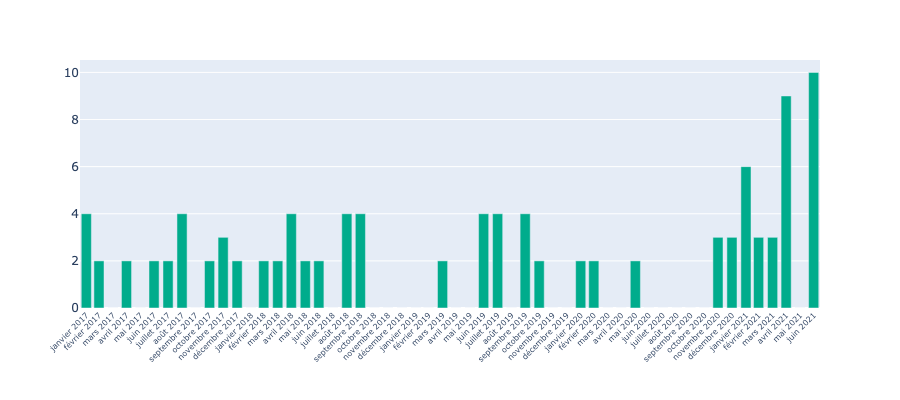 10
8
6
4
2
0
janvier 2017
février 2017
mars 2017
avril 2017
mai 2017
juin 2017
juillet 2017
août 2017
septembre 2017
octobre 2017
novembre 2017
décembre 2017
janvier 2018
février 2018
mars 2018
avril 2018
mai 2018
juin 2018
juillet 2018
août 2018
septembre 2018
octobre 2018
novembre 2018
décembre 2018
janvier 2019
février 2019
mars 2019
avril 2019
mai 2019
juin 2019
juillet 2019
août 2019
septembre 2019
octobre 2019
novembre 2019
décembre 2019
janvier 2020
février 2020
mars 2020
avril 2020
mai 2020
juin 2020
juillet 2020
août 2020
septembre 2020
octobre 2020
novembre 2020
décembre 2020
janvier 2021
février 2021
mars 2021
avril 2021
mai 2021
juin 2021